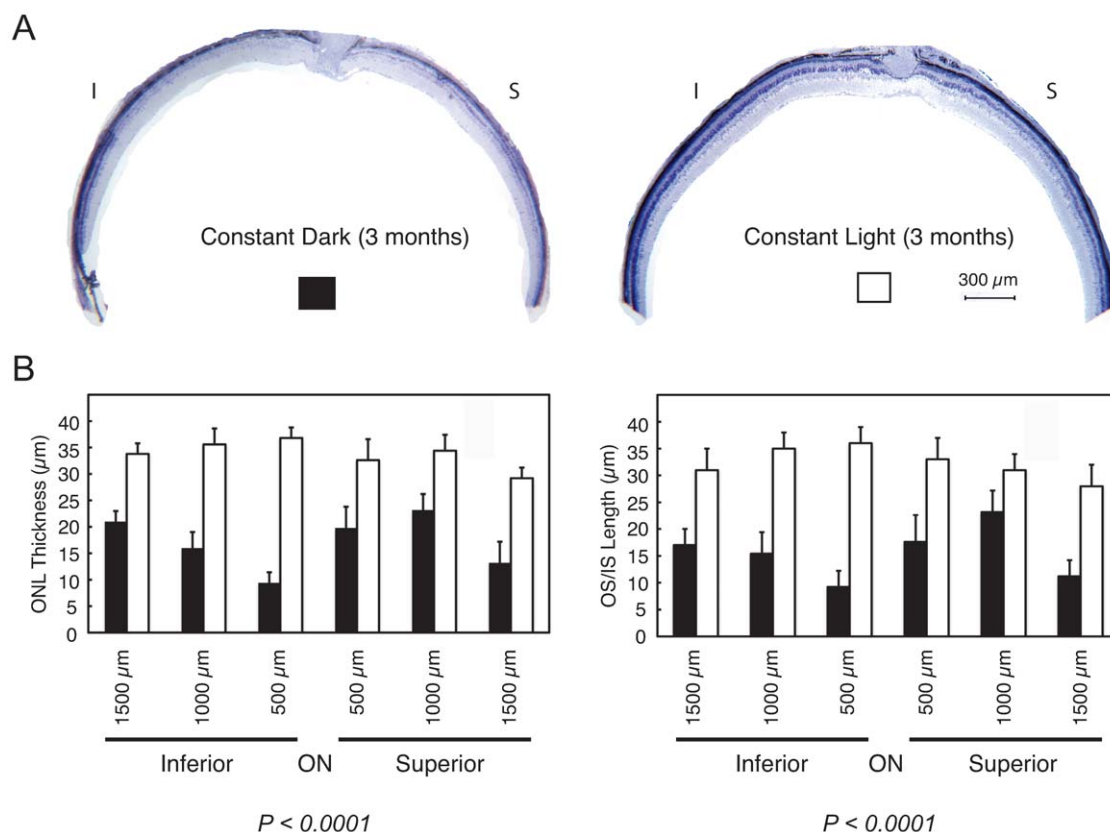 A
I
S
I
S
Constant Dark (3 months)
Constant Light (3 months)
300 µm
B
ONL Thickness (µm)
40
35
30
25
20
15
10
5
0
1500 µm
1000 µm
500 µm
500 µm
1000 µm
1500 µm
Inferior
ON
Superior
P < 0.0001
OS/IS Length (µm)
40
35
30
25
20
15
10
5
0
1500 µm
1000 µm
500 µm
500 µm
1000 µm
1500 µm
Inferior
ON
Superior
P < 0.0001